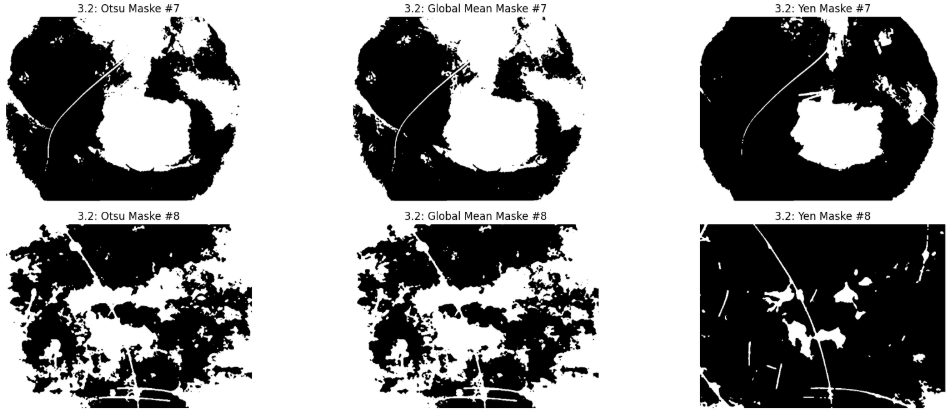 3.2: Otsu Maske #7
3.2: Global Mean Maske #7
3.2: Yen Maske #7
3.2: Otsu Maske #8
3.2: Global Mean Maske #8
3.2: Yen Maske #8